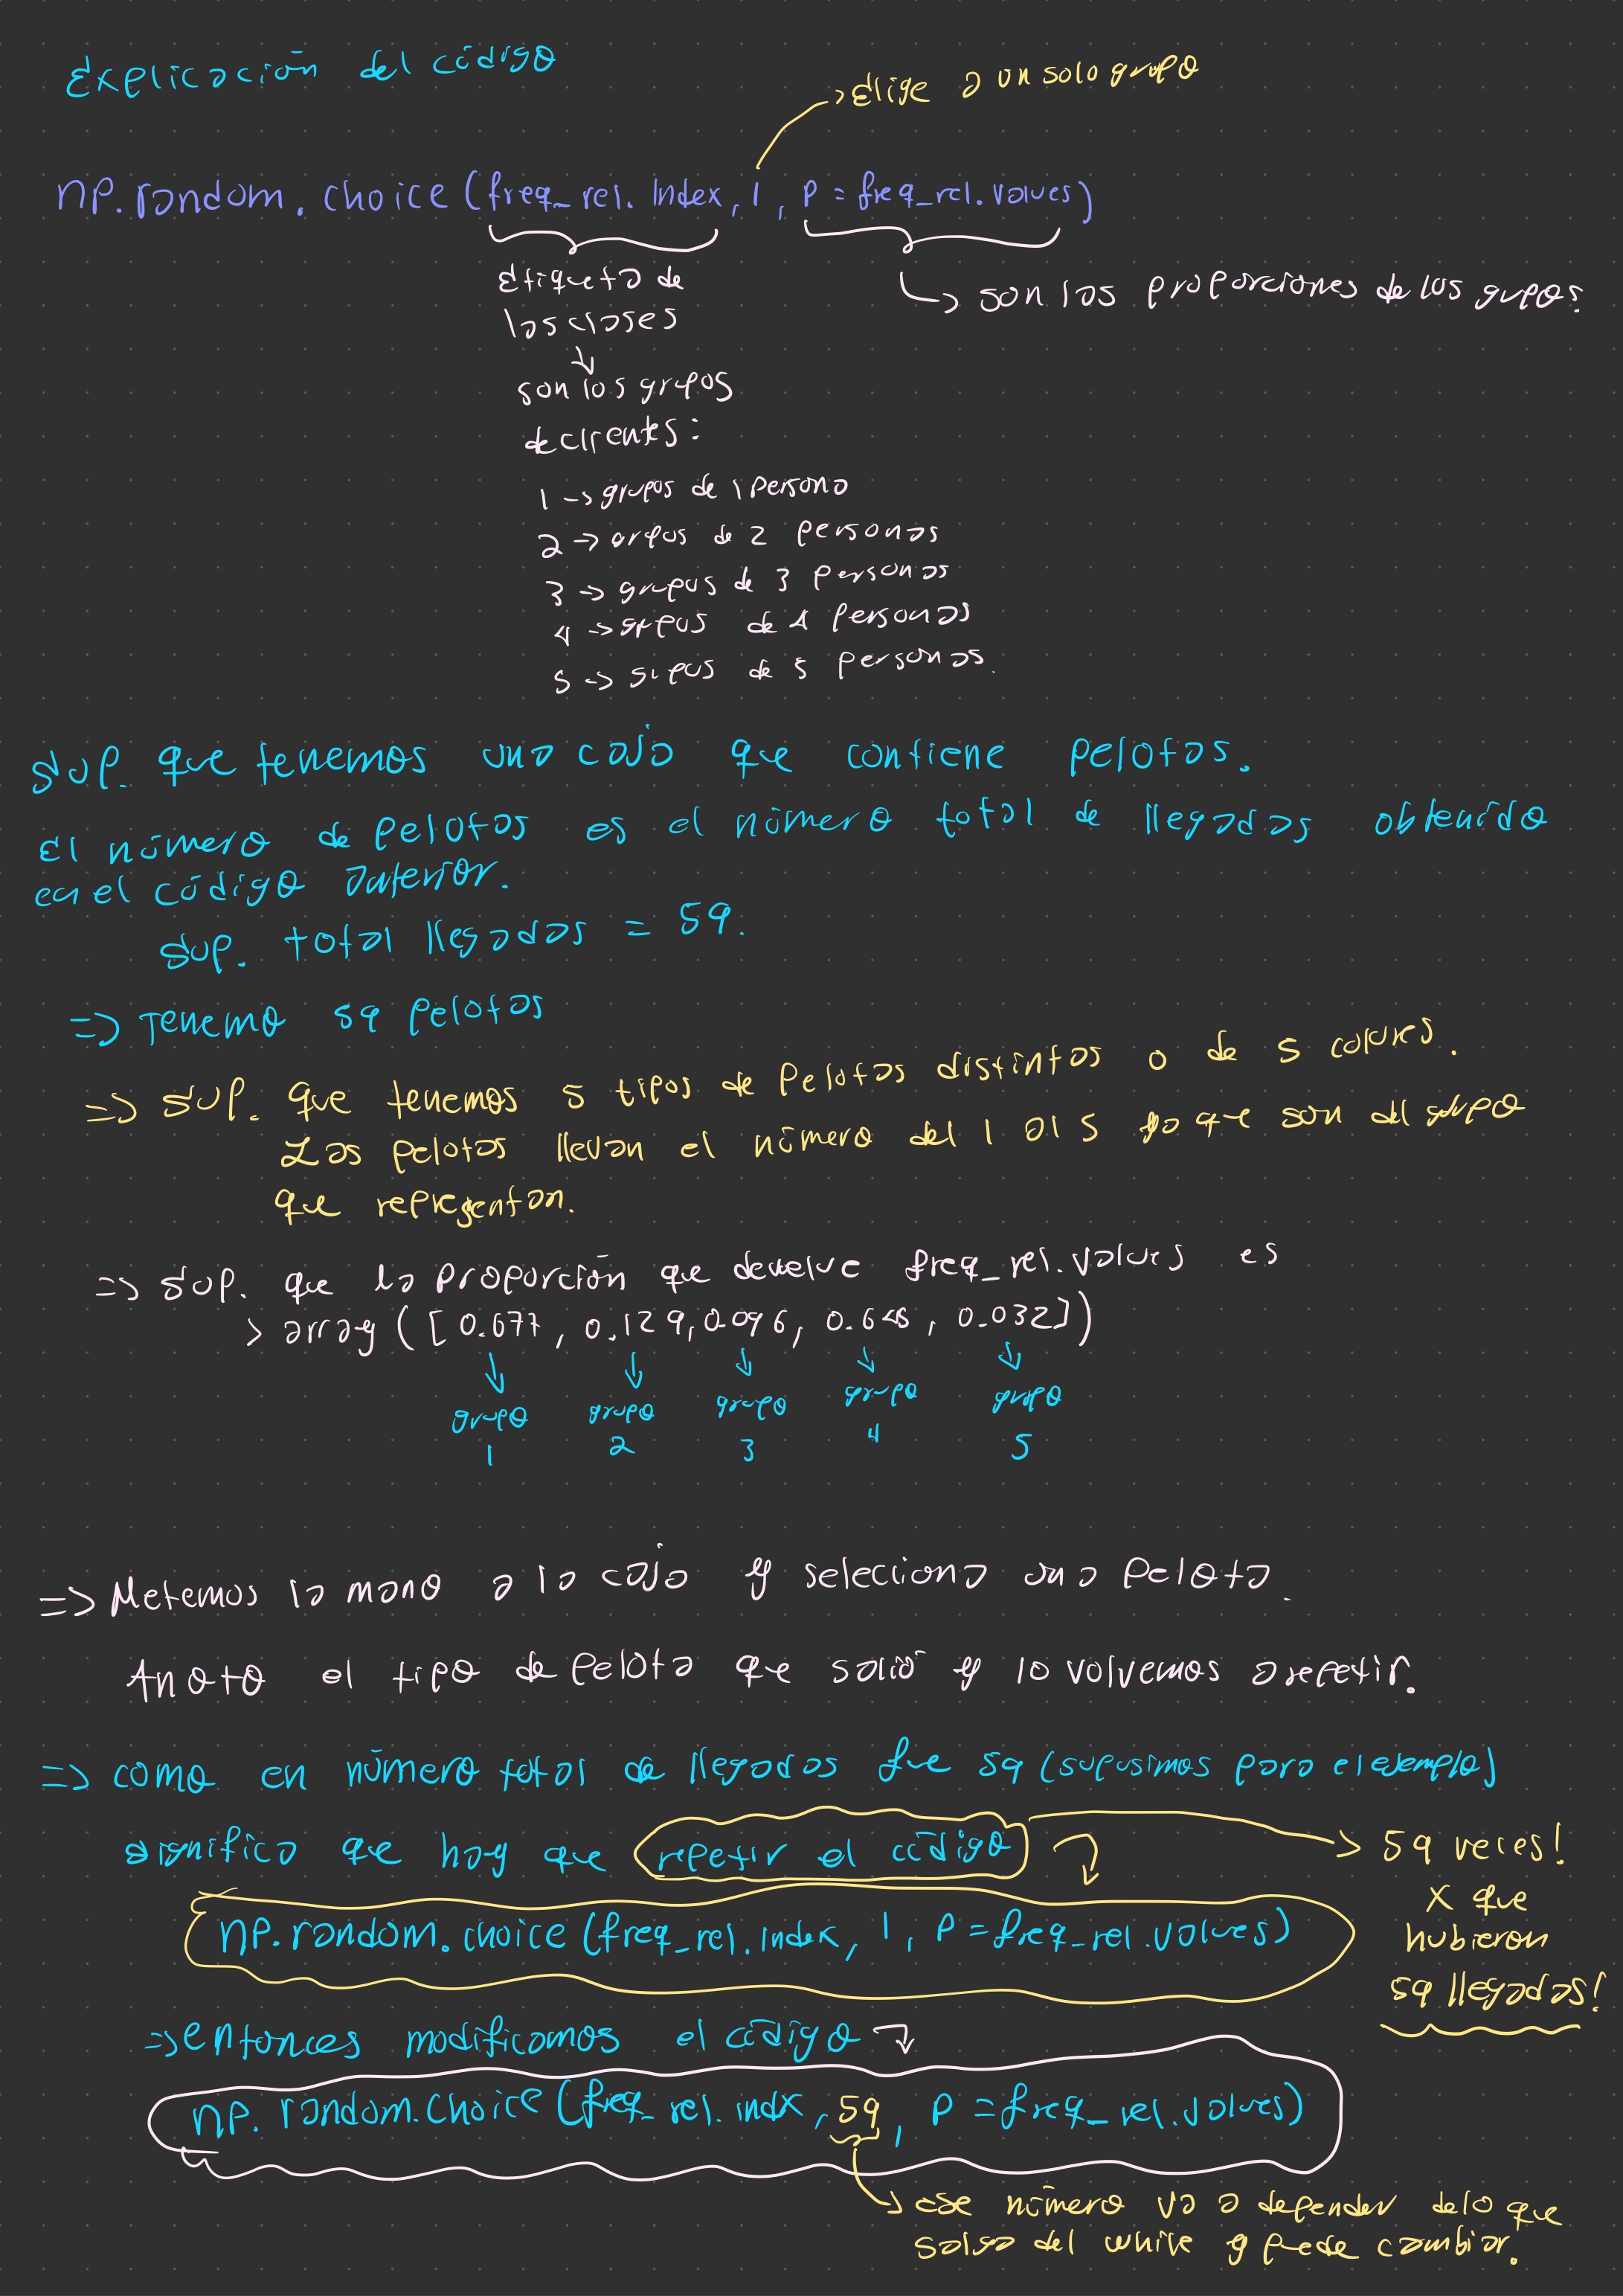 Explicación del código
→ Elige a un solo grupo
np.random.choice (freq_rel.index, 1, p = freq_rel.values)
Etiqueta de
las clases
→ son las proporciones de los grupos.
↓
son los grupos
de clientes:
1 → grupos de 1 persona
2 → grupos de 2 personas
3 → grupos de 3 personas
4 → grupos de 4 personas
5 → grupos de 5 personas.
Sup. que tenemos una caja que contiene pelotas.
El número de pelotas es el número total de llegadas obtenido
en el código anterior.
Sup. total llegadas = 59.
=> Tenemo 59 pelotas
=> Sup. que tenemos 5 tipos de pelotas distintas o de 5 colores.
Las pelotas llevan el número del 1 al 5 ya que son del grupo
que representan.
=> Sup. que la proporción que devuelve freq_rel.values es
> array ([0.677, 0.129, 0.096, 0.645, 0.032])
↓ ↓ ↓ ↓ ↓
grupo grupo grupo grupo grupo
1 2 3 4 5
=> Metemos la mano a la caja y selecciona una pelota.
Anoto el tipo de pelota que salió y lo volvemos a repetir.
=> como en número total de llegadas fue 59 (supusimos para el ejemplo)
significa que hay que repetir el código → 59 veces!
x que
np.random.choice (freq_rel.index, 1, p = freq_rel.values)
hubieron
59 llegadas!
=> entonces modificamos el código
np.random.choice (freq_rel.indx, 59, p = freq_rel.values)
→ ese número va a depender de lo que
salga del while y puede cambiar.